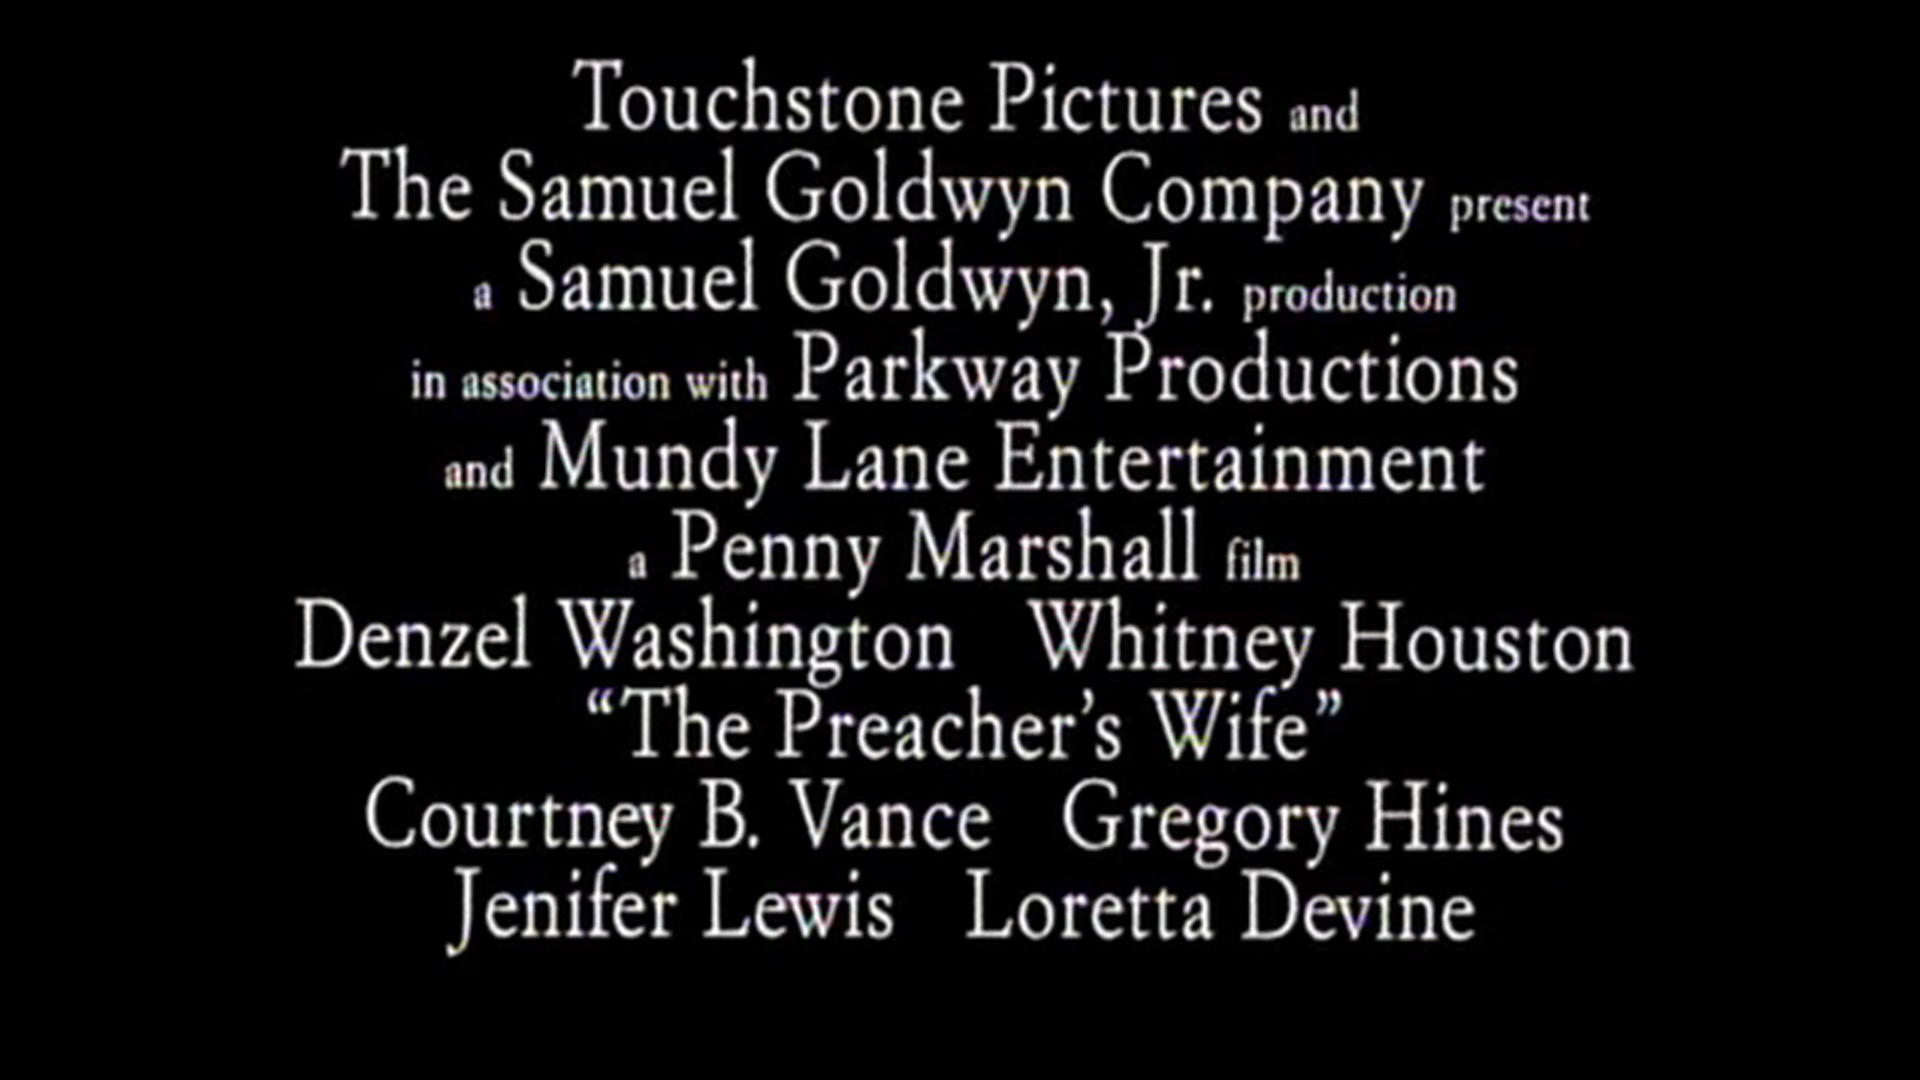 Touchstone Pictures and
The Samuel Goldwyn Company present
a Samuel Goldwyn, Jr. production
in association with Parkway Productions
and Mundy Lane Entertainment
a Penny Marshall film
Denzel Washington Whitney Houston
“The Preacher’s Wife”
Courtney B. Vance Gregory Hines
Jenifer Lewis Loretta Devine